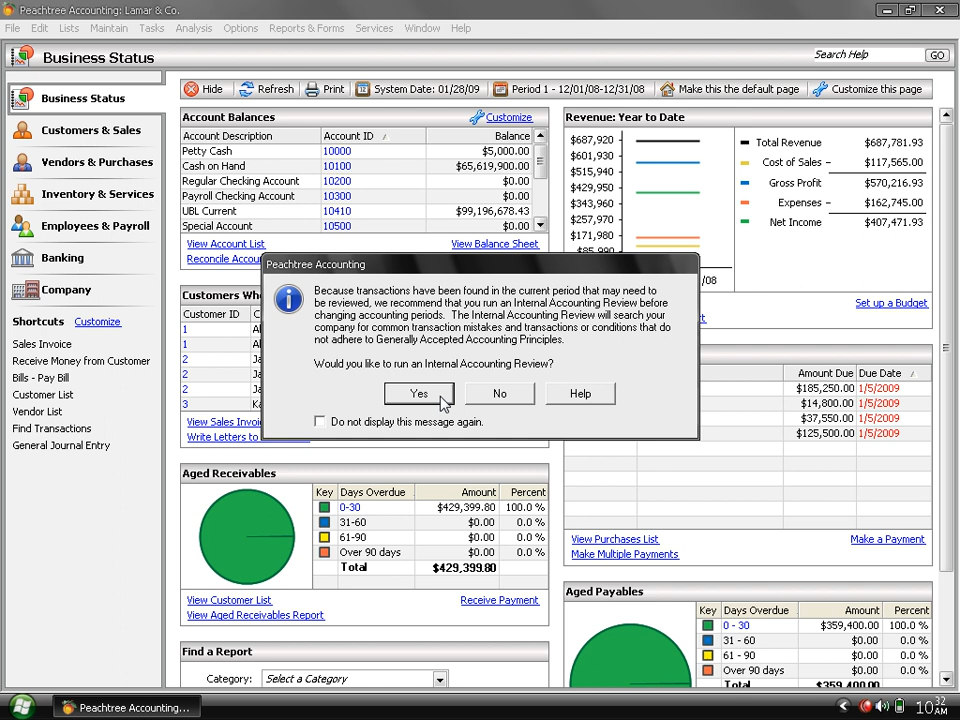 Peachtree Accounting: Lamar & Co.
File Edit Lists Maintain Tasks Analysis Options Reports & Forms Services Window Help
Business Status
Search Help
GO
Business Status
Customers & Sales
Vendors & Purchases
Inventory & Services
Employees & Payroll
Banking
Company
Shortcuts Customize
Sales Invoice
Receive Money from Customer
Bills - Pay Bill
Customer List
Vendor List
Find Transactions
General Journal Entry
Hide Refresh Print System Date: 01/28/09 Period 1 - 12/01/08-12/31/08 Make this the default page Customize this page
Account Balances Customize
Account Description Account ID Balance
Petty Cash 10000 $5,000.00
Cash on Hand 10100 $65,619,900.00
Regular Checking Account 10200 $0.00
Payroll Checking Account 10300 $0.00
UBL Current 10410 $99,196,678.43
Special Account 10500 $0.00
View Account List View Balance Sheet
Reconcile Accou
Revenue: Year to Date
$687,920
$601,930
$515,940
$429,950
$343,960
$257,970
$171,980
$85,990
/08
Total Revenue $687,781.93
Cost of Sales - $117,565.00
Gross Profit $570,216.93
Expenses - $162,745.00
Net Income $407,471.93
Set up a Budget
Peachtree Accounting
Because transactions have been found in the current period that may need to
be reviewed, we recommend that you run an Internal Accounting Review before
changing accounting periods. The Internal Accounting Review will search your
company for common transaction mistakes and transactions or conditions that do
not adhere to Generally Accepted Accounting Principles.
Would you like to run an Internal Accounting Review?
Yes No Help
Do not display this message again.
Customers Wh
Customer ID
1
1
2
2
2
3
View Sales Invoi
Write Letters to
Amount Due Due Date
$185,250.00 1/5/2009
$14,800.00 1/5/2009
$37,550.00 1/5/2009
$125,500.00 1/5/2009
View Purchases List Make a Payment
Make Multiple Payments
Aged Receivables
Key Days Overdue Amount Percent
0-30 $429,399.80 100.0 %
31-60 $0.00 0.0 %
61-90 $0.00 0.0 %
Over 90 days $0.00 0.0 %
Total $429,399.80
View Customer List Receive Payment
View Aged Receivables Report
Find a Report
Category: Select a Category
Aged Payables
Key Days Overdue Amount Percent
0 - 30 $359,400.00 100.0 %
31 - 60 $0.00 0.0 %
61 - 90 $0.00 0.0 %
Over 90 days $0.00 0.0 %
Total $359,400.00
Peachtree Accounting...
10:32 AM